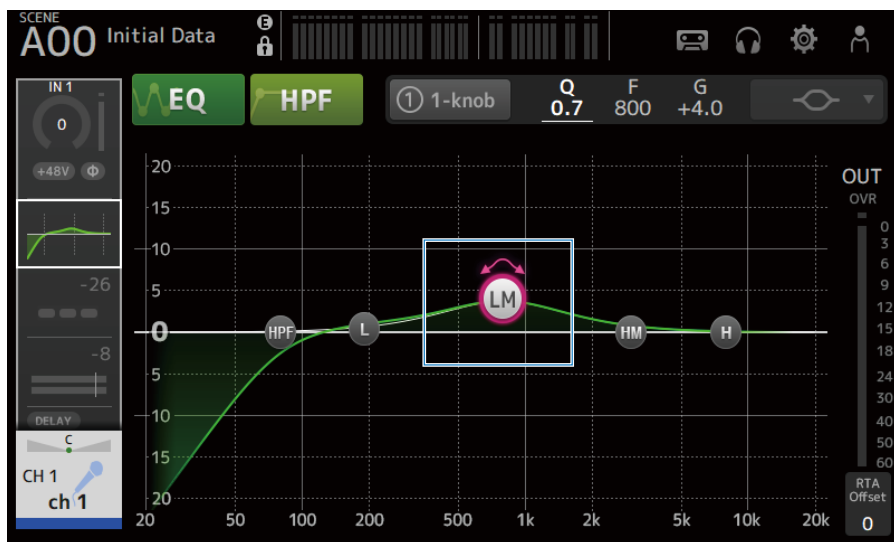 SCENE
A00 Initial Data
E
IN 1
0
+48V Φ
EQ
HPF
1 1-knob
Q F G
0.7 800 +4.0
-26
-8
DELAY
C
CH 1
ch 1
20
15
10
5
0
5
10
15
20
HPF L LM HM H
20 50 100 200 500 1k 2k 5k 10k 20k
OUT
OVR
0
3
6
9
12
15
18
24
30
40
50
60
RTA
Offset
0